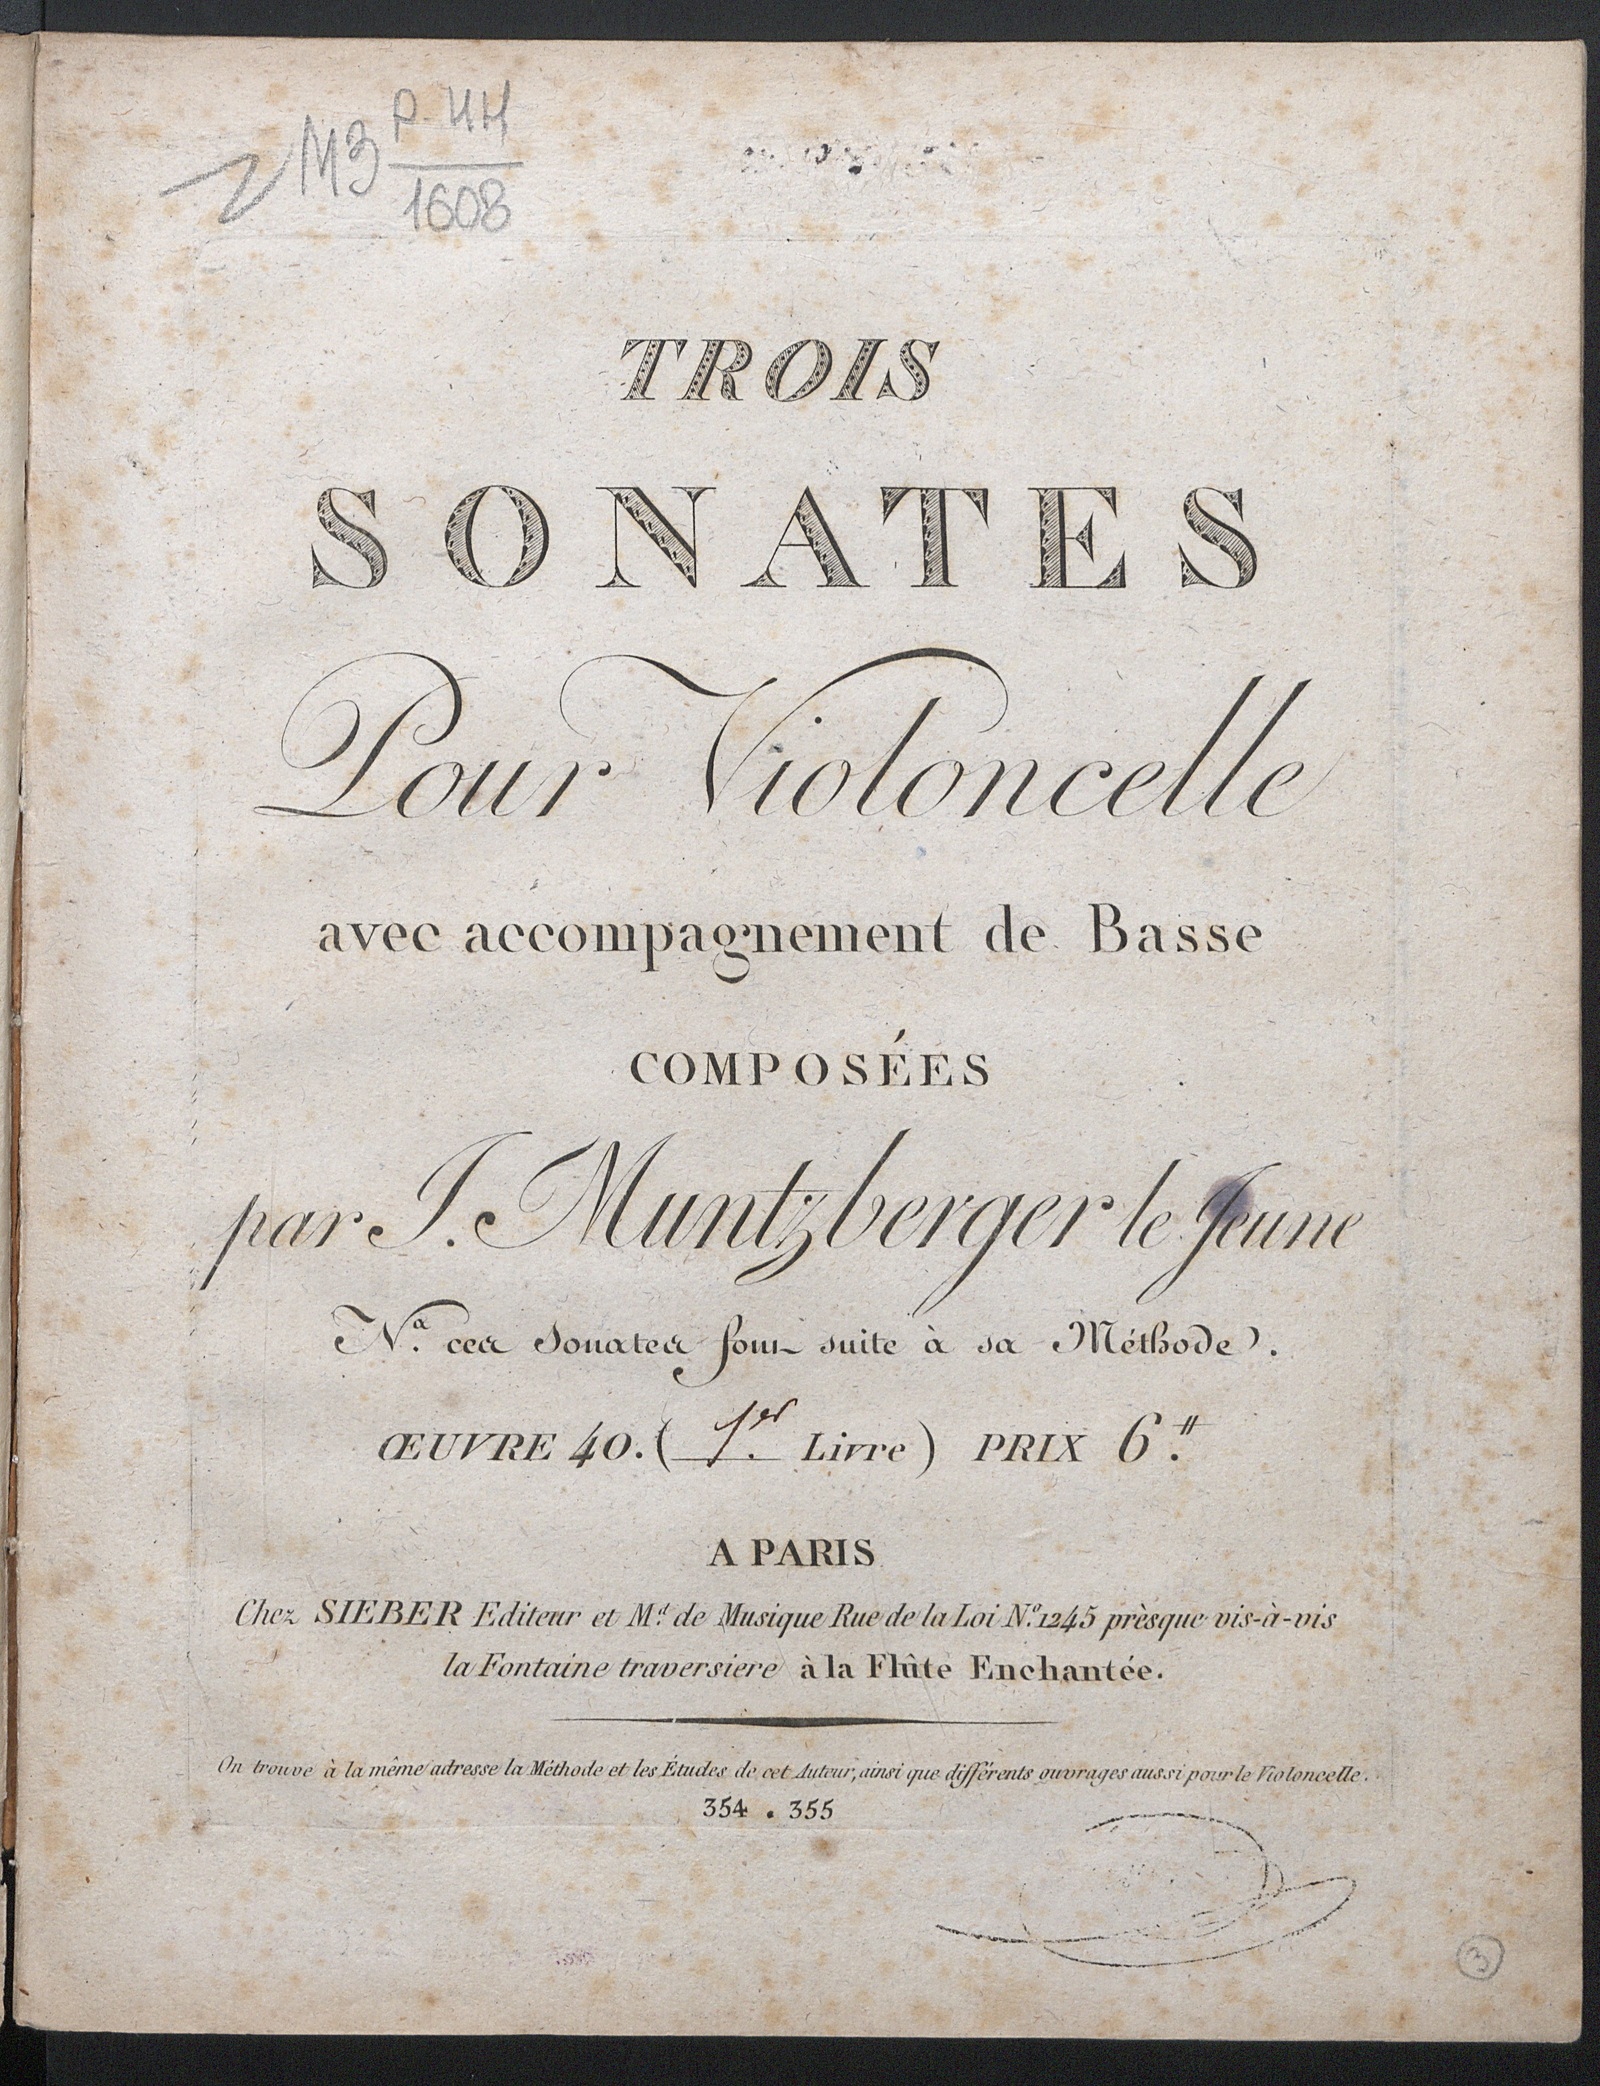 МЗ Р-ИН
1608
TROIS
SONATES
Pour Violoncelle
avec accompagnement de Basse
COMPOSÉES
par J. Muntzberger le Jeune
N.a ces Sonates font suite à sa Méthode.
ŒUVRE 40. ( 1.er Livre ) PRIX 6.#
A PARIS
Chez SIEBER Editeur et M.d de Musique Rue de la Loi N.o 1245 prèsque vis-à-vis
la Fontaine traversiere à la Flûte Enchantée.
On trouve à la même adresse la Méthode et les Études de cet Auteur, ainsi que différents ouvrages aussi pour le Violoncelle.
354 . 355
3